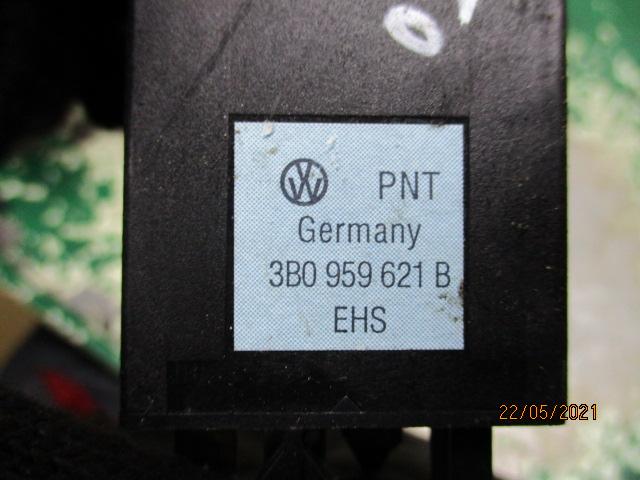 PNT
Germany
3B0 959 621 B
EHS
22/05/2021